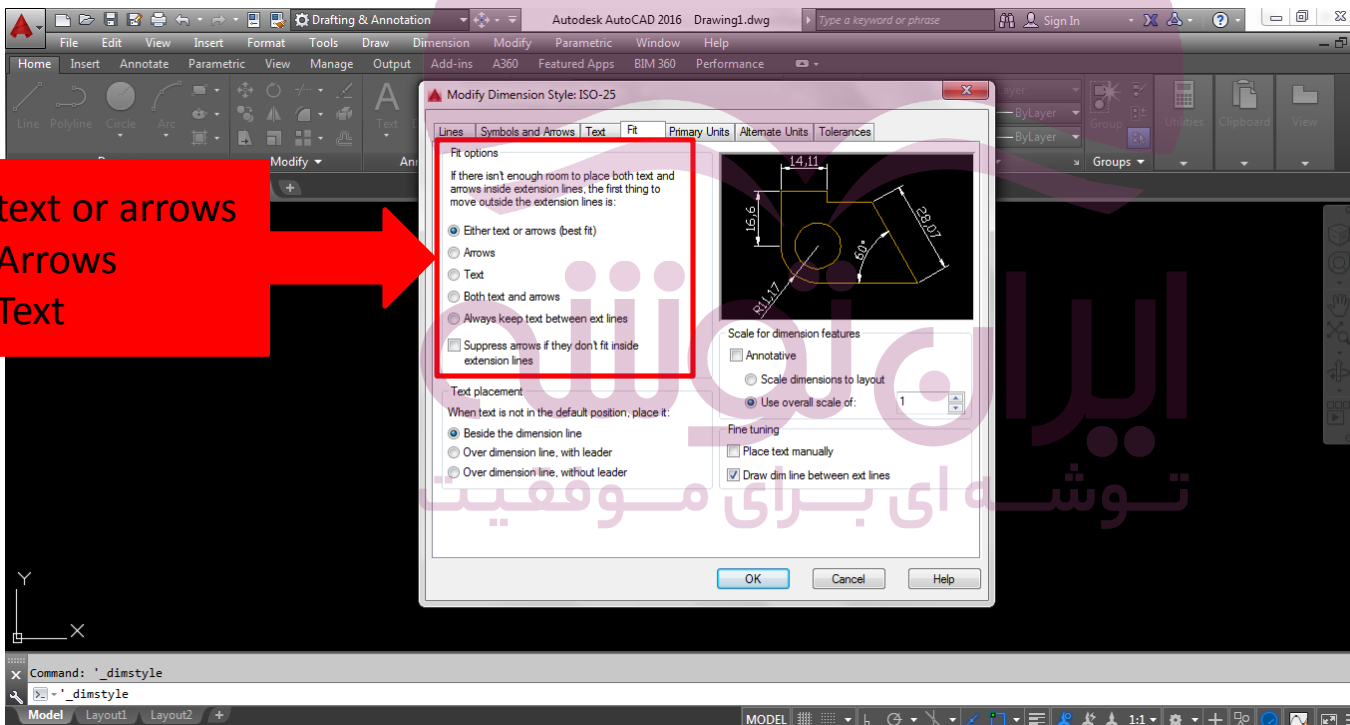 Drafting & Annotation
Autodesk AutoCAD 2016 Drawing1.dwg
Type a keyword or phrase
Sign In
File Edit View Insert Format Tools Draw Dimension Modify Parametric Window Help
Home Insert Annotate Parametric View Manage Output Add-ins A360 Featured Apps BIM 360 Performance
Line Polyline Circle Arc
Text
Group
Utilities Clipboard View
ByLayer
ByLayer
Modify
Groups
text or arrows
Arrows
Text
Modify Dimension Style: ISO-25
Lines Symbols and Arrows Text Fit Primary Units Alternate Units Tolerances
Fit options
If there isn't enough room to place both text and
arrows inside extension lines, the first thing to
move outside the extension lines is:
Either text or arrows (best fit)
Arrows
Text
Both text and arrows
Always keep text between ext lines
Suppress arrows if they don't fit inside
extension lines
Text placement
When text is not in the default position, place it:
Beside the dimension line
Over dimension line, with leader
Over dimension line, without leader
14,11
16,6
28,07
60°
R11,17
Scale for dimension features
Annotative
Scale dimensions to layout
Use overall scale of: 1
Fine tuning
Place text manually
Draw dim line between ext lines
OK Cancel Help
ایران توشه
توشه ای برای موفقیت
Y
X
Command: '_dimstyle
'_dimstyle
Model Layout1 Layout2 +
MODEL
1:1